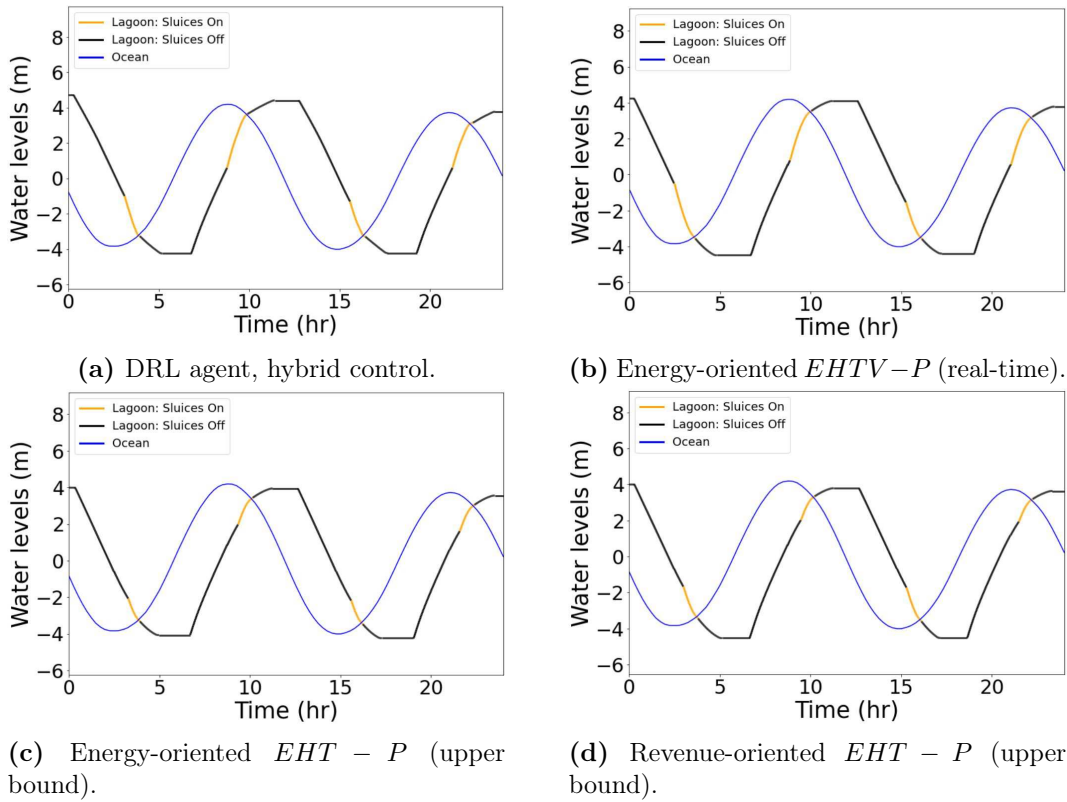 8
6
4
2
0
−2
−4
−6
Water levels (m)
Lagoon: Sluices On
Lagoon: Sluices Off
Ocean
0 5 10 15 20
Time (hr)
(a) DRL agent, hybrid control.
8
6
4
2
0
−2
−4
−6
Water levels (m)
Lagoon: Sluices On
Lagoon: Sluices Off
Ocean
0 5 10 15 20
Time (hr)
(b) Energy-oriented EHTV−P (real-time).
8
6
4
2
0
−2
−4
−6
Water levels (m)
Lagoon: Sluices On
Lagoon: Sluices Off
Ocean
0 5 10 15 20
Time (hr)
(c) Energy-oriented EHT − P (upper
bound).
8
6
4
2
0
−2
−4
−6
Water levels (m)
Lagoon: Sluices On
Lagoon: Sluices Off
Ocean
0 5 10 15 20
Time (hr)
(d) Revenue-oriented EHT − P (upper
bound).